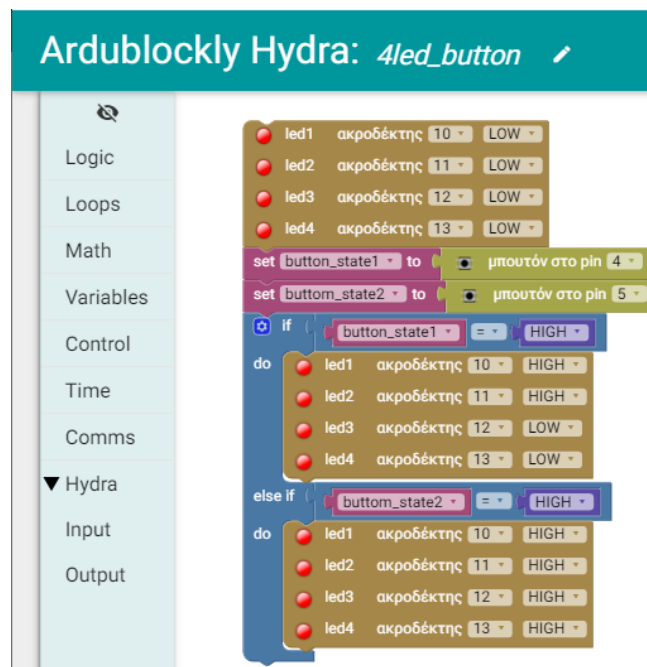 Ardublockly Hydra: 4led_button
Logic
Loops
Math
Variables
Control
Time
Comms
Hydra
Input
Output
led1 ακροδέκτης 10 LOW
led2 ακροδέκτης 11 LOW
led3 ακροδέκτης 12 LOW
led4 ακροδέκτης 13 LOW
set button_state1 to μπουτόν στο pin 4
set buttom_state2 to μπουτόν στο pin 5
if button_state1 = HIGH
do led1 ακροδέκτης 10 HIGH
led2 ακροδέκτης 11 HIGH
led3 ακροδέκτης 12 LOW
led4 ακροδέκτης 13 LOW
else if buttom_state2 = HIGH
do led1 ακροδέκτης 10 HIGH
led2 ακροδέκτης 11 HIGH
led3 ακροδέκτης 12 HIGH
led4 ακροδέκτης 13 HIGH